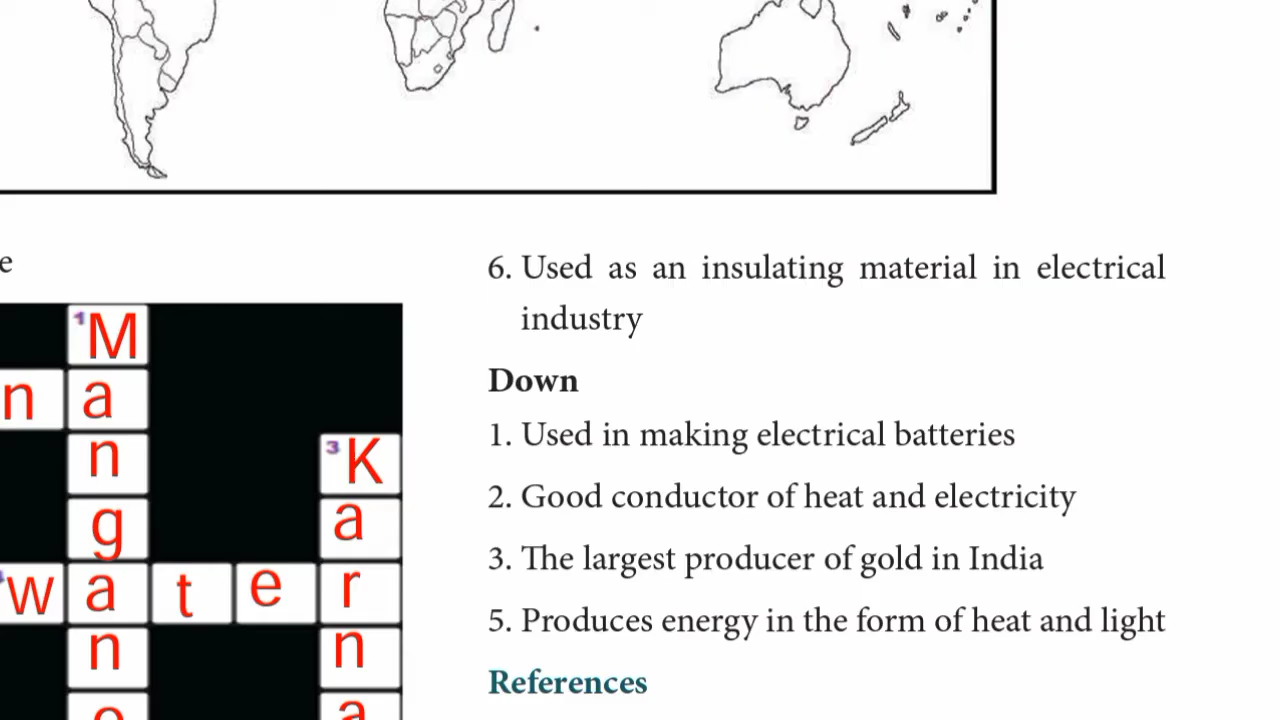 e
6. Used as an insulating material in electrical
industry
Down
1. Used in making electrical batteries
2. Good conductor of heat and electricity
3. The largest producer of gold in India
5. Produces energy in the form of heat and light
References
1 M
n a
n 3 K
g a
w a t e r
n n
a